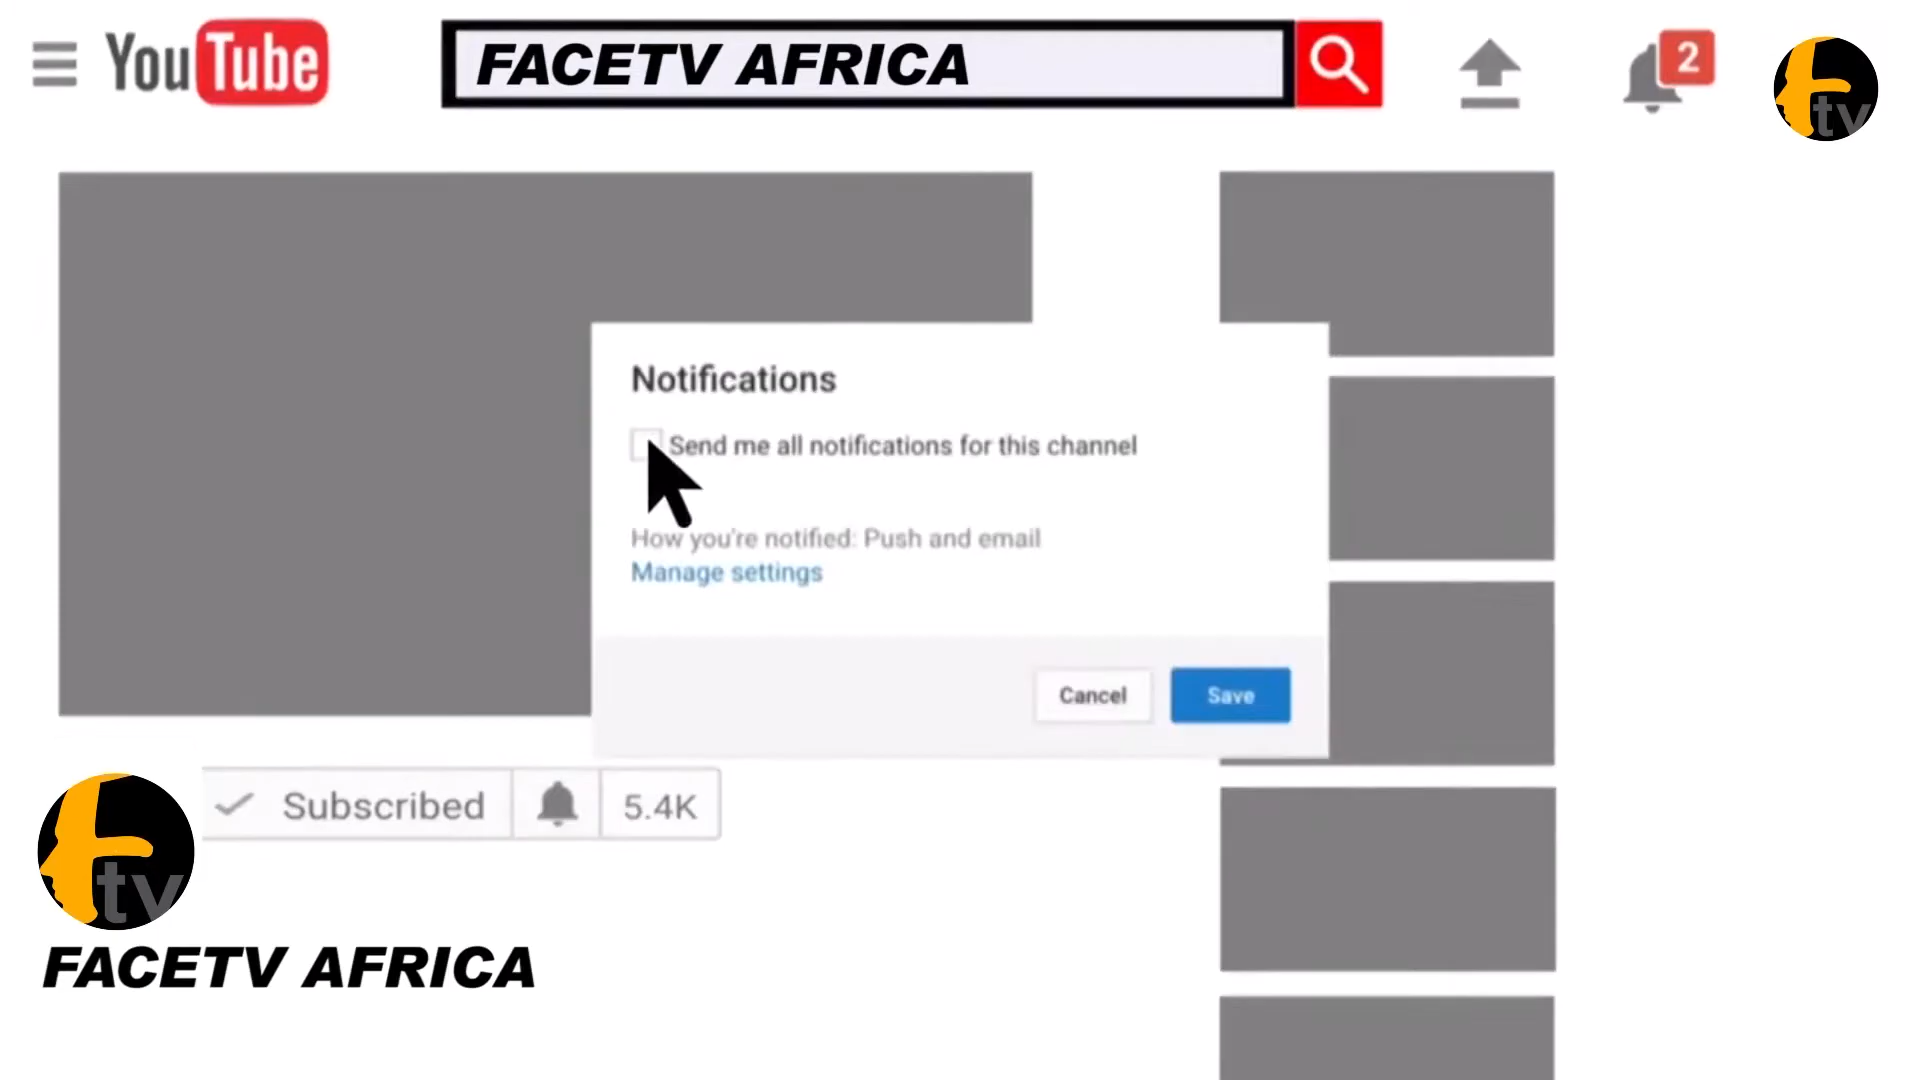 YouTube
FACETV AFRICA
2
tv
Notifications
Send me all notifications for this channel
How you're notified: Push and email
Manage settings
Cancel
Save
Subscribed
5.4K
tv
FACETV AFRICA